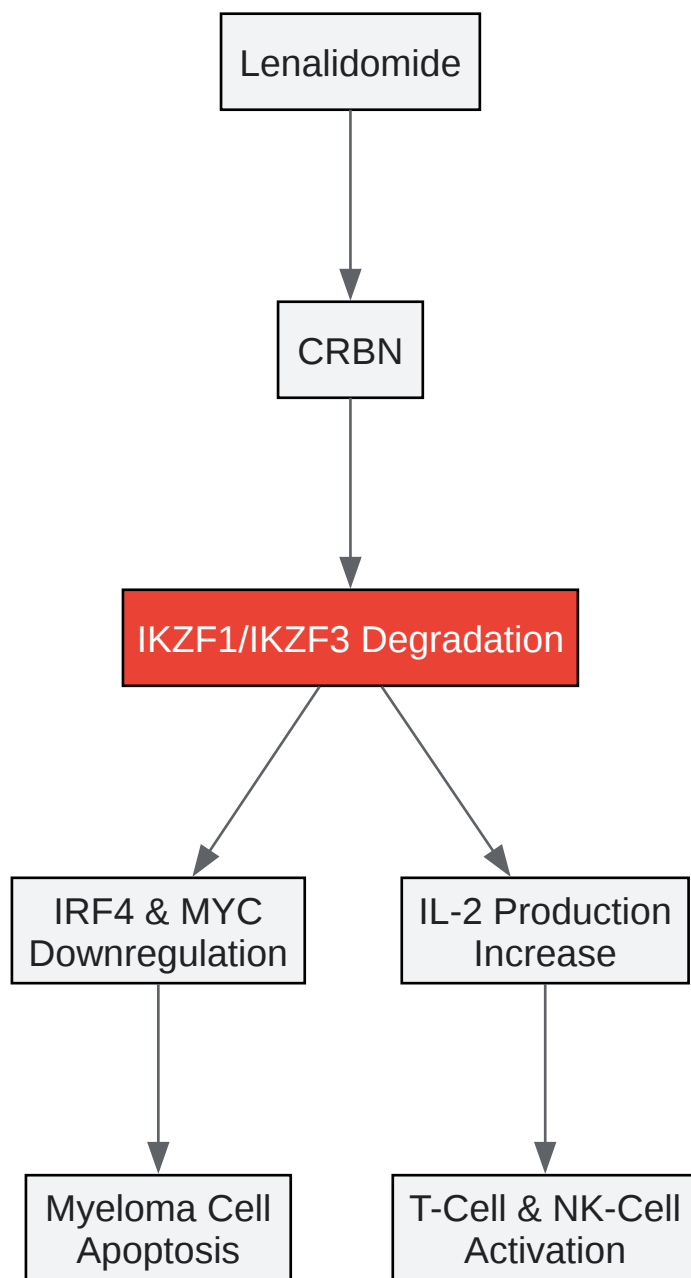 Lenalidomide
CRBN
IKZF1/IKZF3 Degradation
IRF4 & MYC
Downregulation
IL-2 Production
Increase
Myeloma Cell
Apoptosis
T-Cell & NK-Cell
Activation